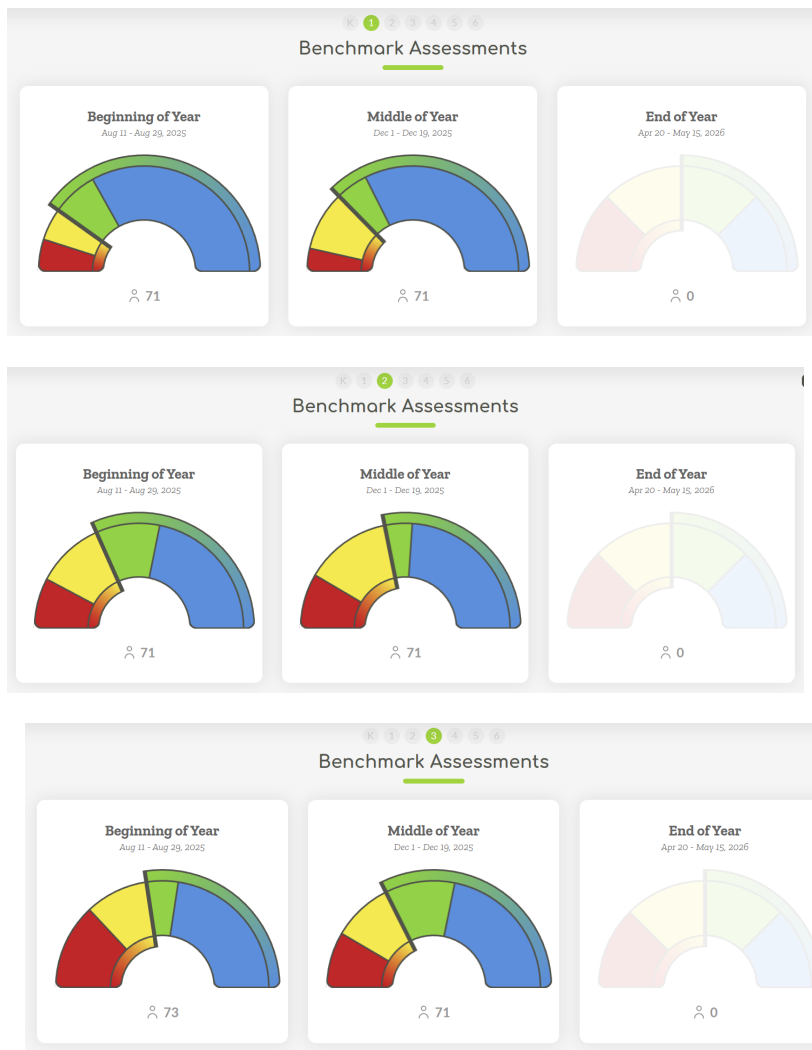 K 1 2 3 4 5 6
Benchmark Assessments
Beginning of Year
Aug 11 - Aug 29, 2025
71
Middle of Year
Dec 1 - Dec 19, 2025
71
End of Year
Apr 20 - May 15, 2026
0
K 1 2 3 4 5 6
Benchmark Assessments
Beginning of Year
Aug 11 - Aug 29, 2025
71
Middle of Year
Dec 1 - Dec 19, 2025
71
End of Year
Apr 20 - May 15, 2026
0
K 1 2 3 4 5 6
Benchmark Assessments
Beginning of Year
Aug 11 - Aug 29, 2025
73
Middle of Year
Dec 1 - Dec 19, 2025
71
End of Year
Apr 20 - May 15, 2026
0